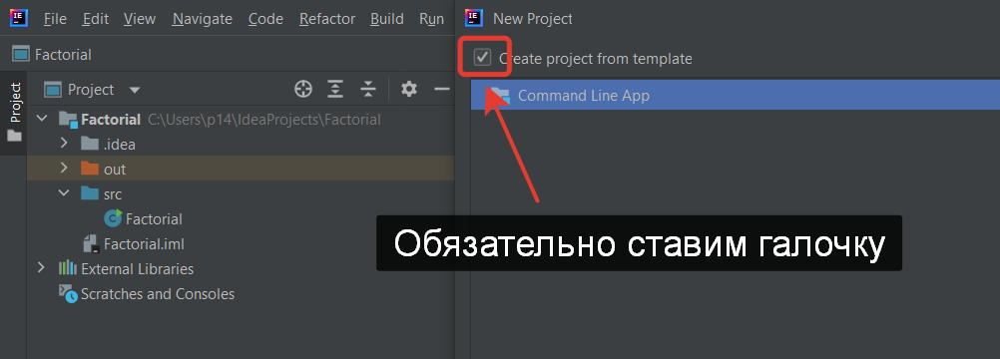 File Edit View Navigate Code Refactor Build Run
Factorial
Project
Project
Factorial C:\Users\p14\IdeaProjects\Factorial
.idea
out
src
Factorial
Factorial.iml
External Libraries
Scratches and Consoles
New Project
Create project from template
Command Line App
Обязательно ставим галочку